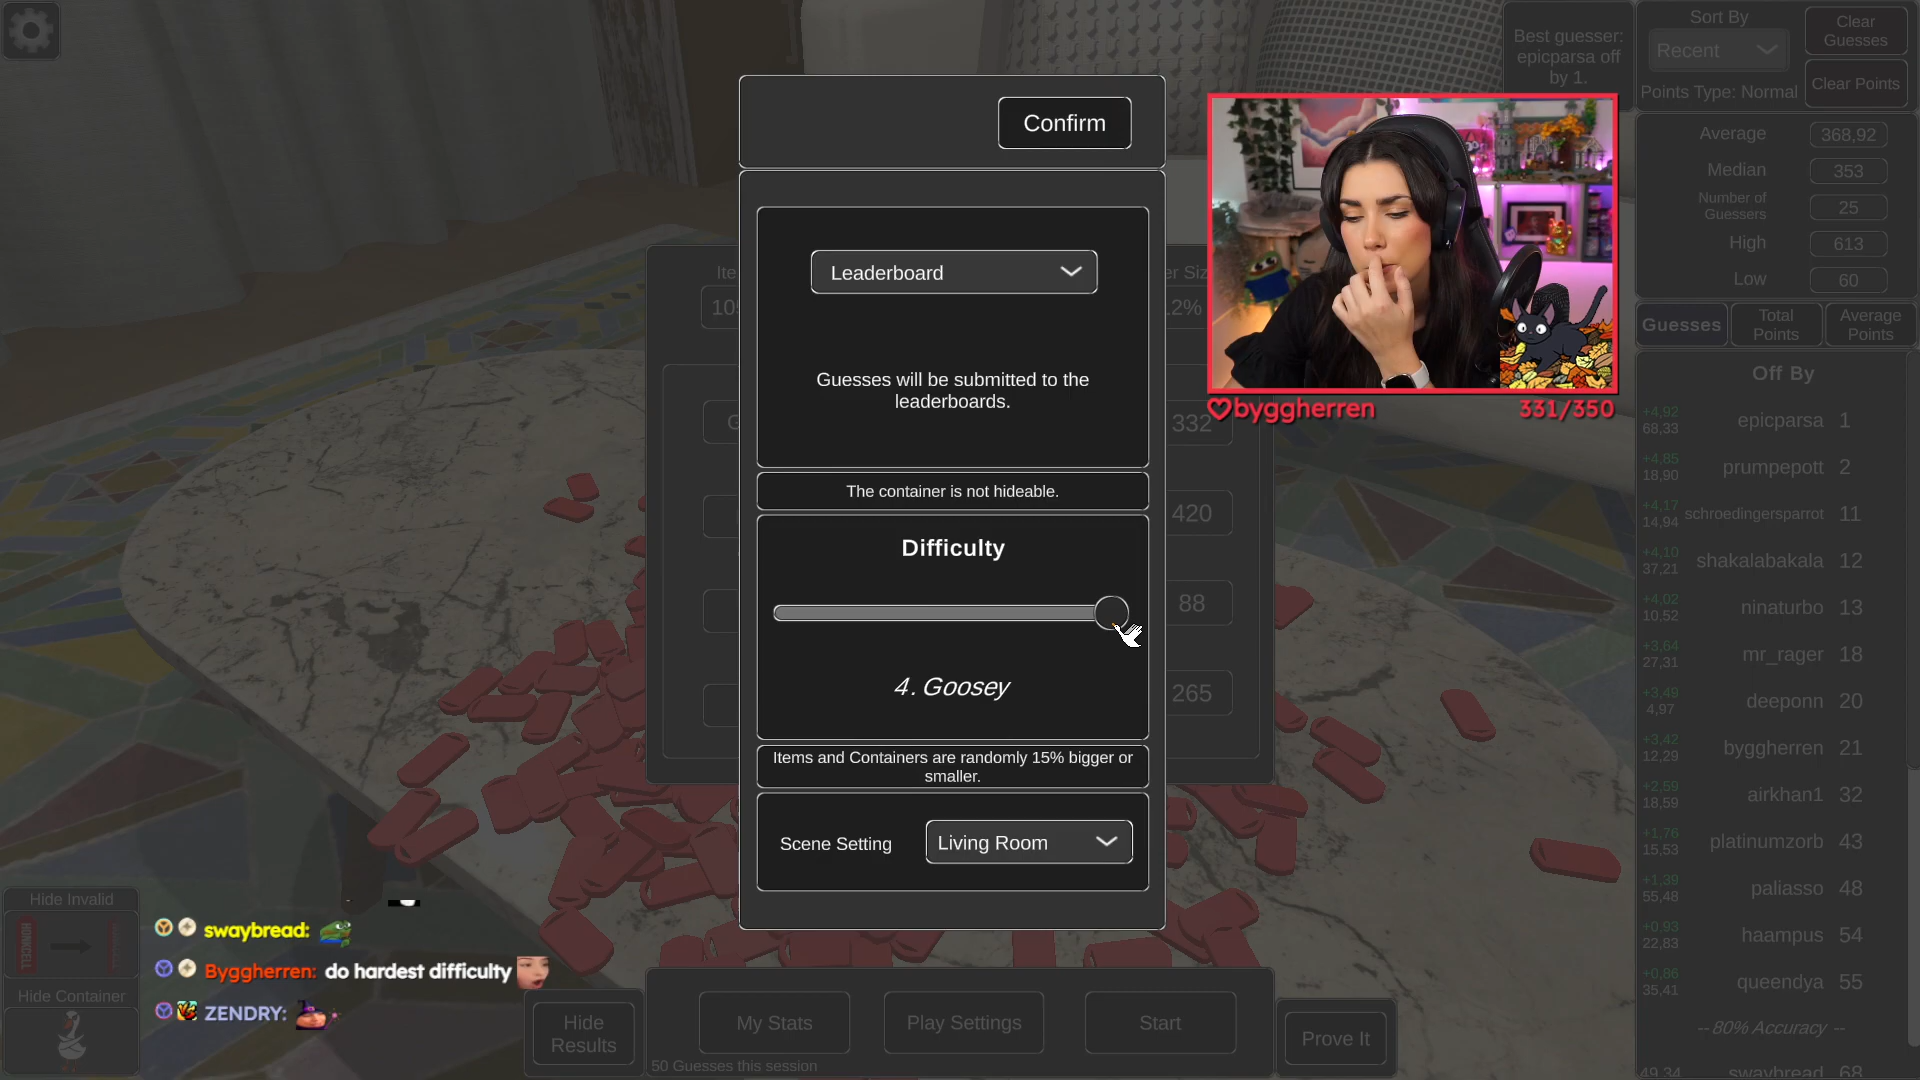 Confirm
Leaderboard
Guesses will be submitted to the
leaderboards.
The container is not hideable.
Difficulty
4. Goosey
Items and Containers are randomly 15% bigger or
smaller.
Scene Setting
Living Room
332
420
88
265
Best guesser:
epicparsa off
by 1.
Sort By
Recent
Clear
Guesses
Points Type: Normal
Clear Points
Average 368,92
Median 353
Number of
Guessers
25
High 613
Low 60
Guesses
Total
Points
Average
Points
Off By
+4,92
68,33
epicparsa 1
+4,85
18,90
prumpepott 2
+4,17
14,94
schroedingersparrot 11
+4,10
37,21
shakalabakala 12
+4,02
10,52
ninaturbo 13
+3,64
27,31
mr_rager 18
+3,49
4,97
deeponn 20
+3,42
12,29
byggherren 21
+2,59
18,59
airkhan1 32
+1,76
15,53
platinumzorb 43
+1,39
55,48
paliasso 48
+0,93
22,83
haampus 54
+0,86
35,41
queendya 55
-- 80% Accuracy --
49,34 swaybread 68
byggherren 331/350
Hide Invalid
Hide Container
swaybread:
Byggherren: do hardest difficulty
ZENDRY:
Hide
Results
My Stats
Play Settings
Start
Prove It
50 Guesses this session